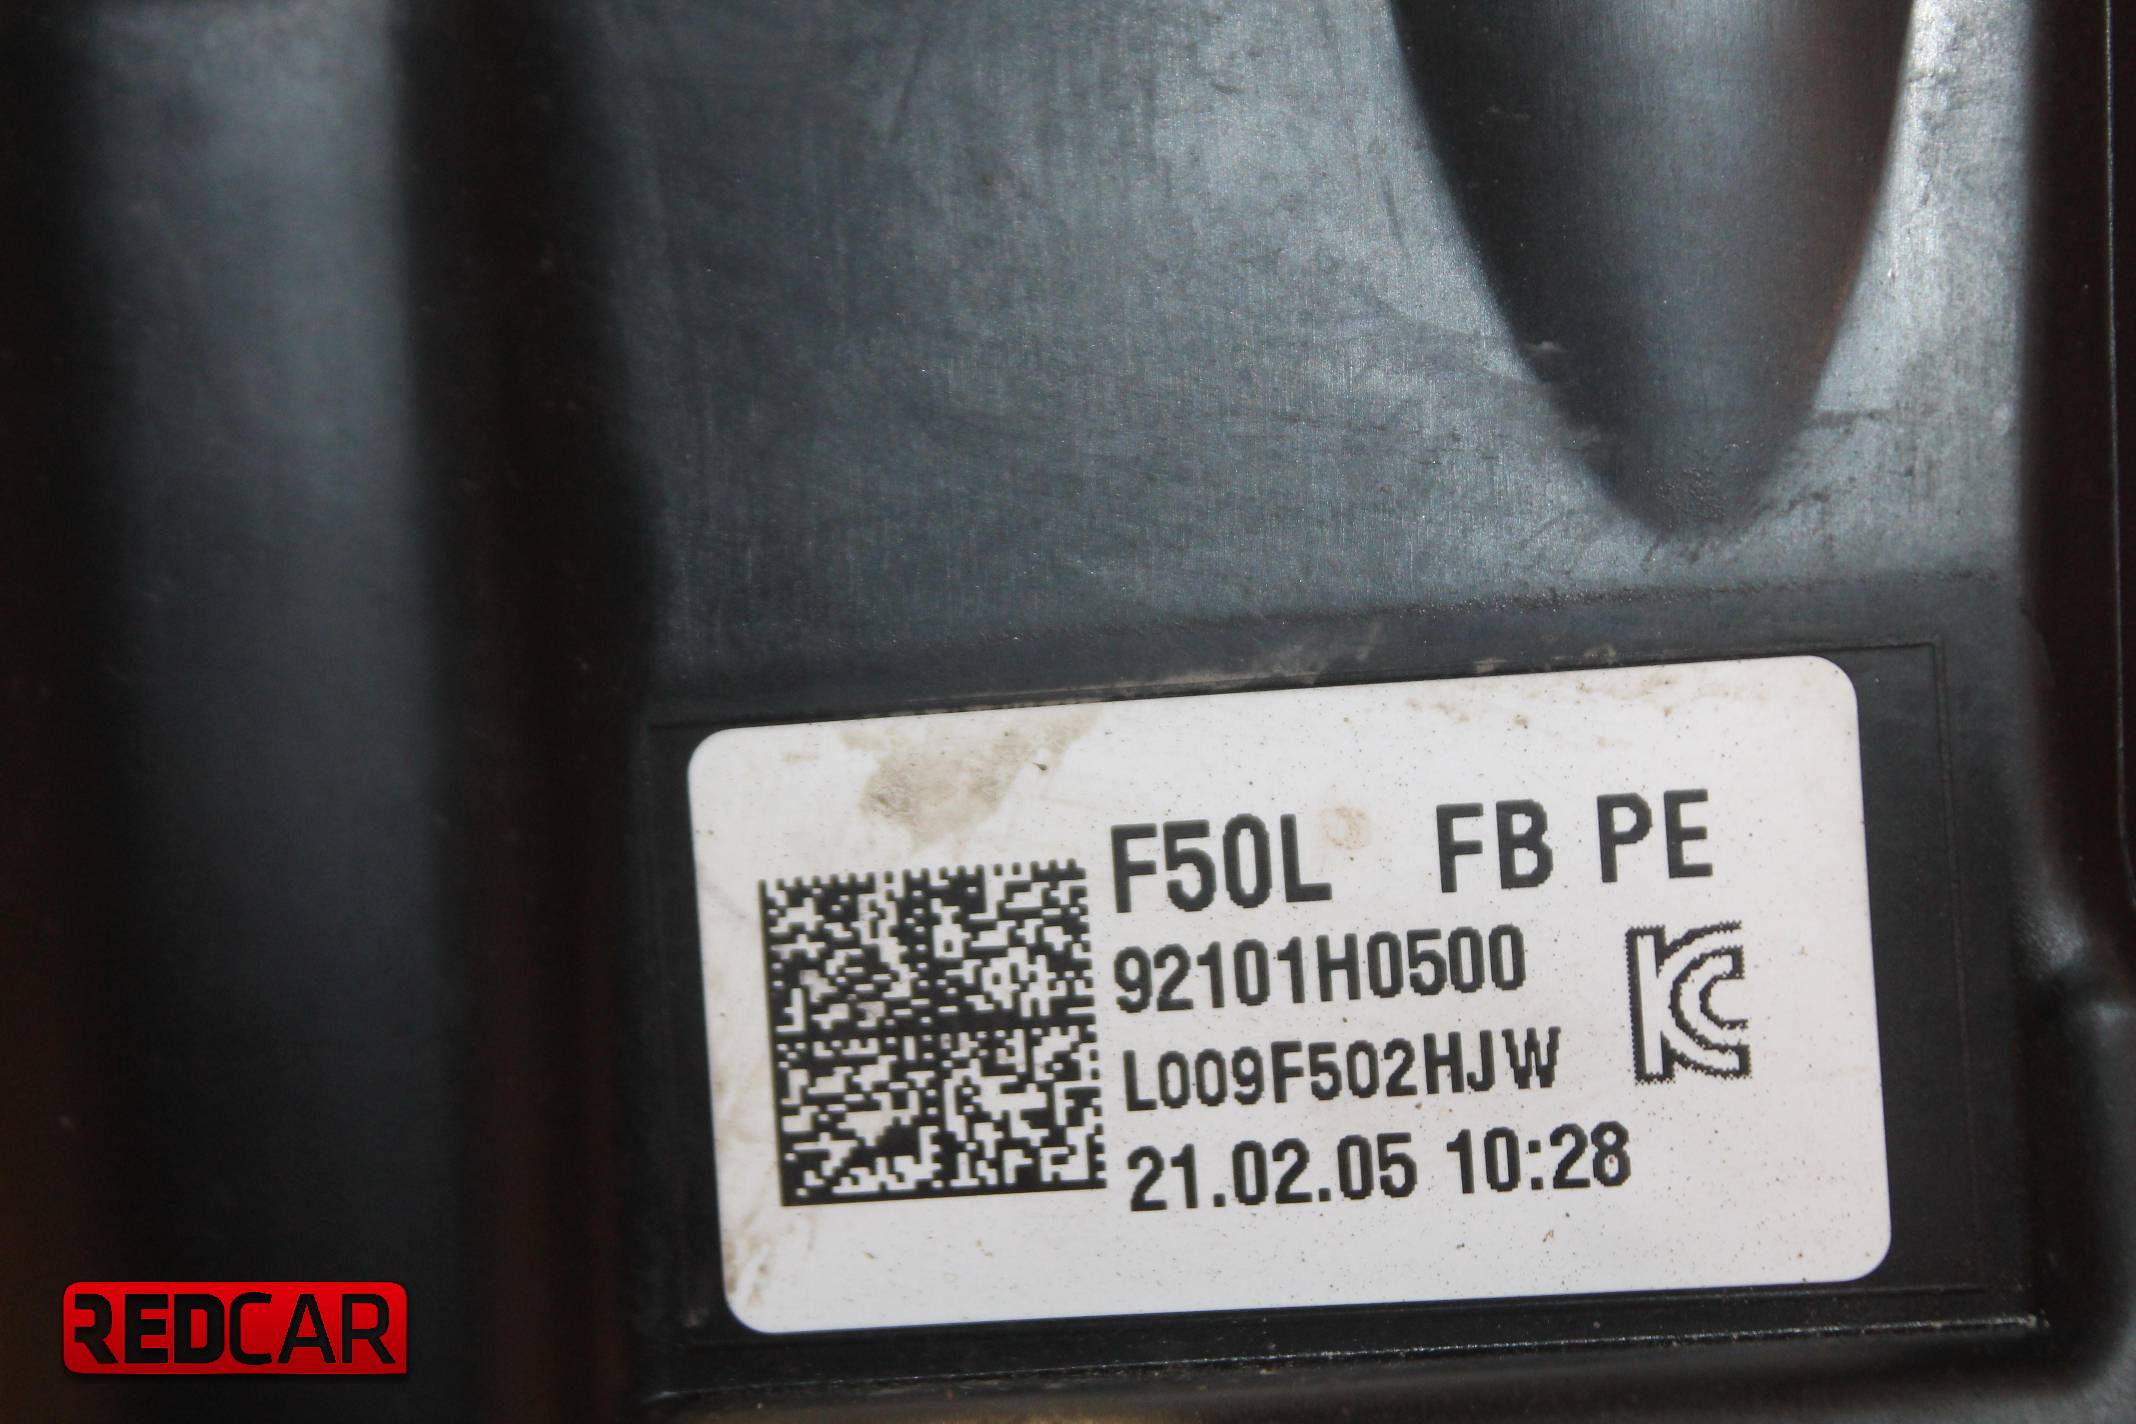 F50L FB PE
92101H0500
L009F502HJW
21.02.05 10:28
REDCAR